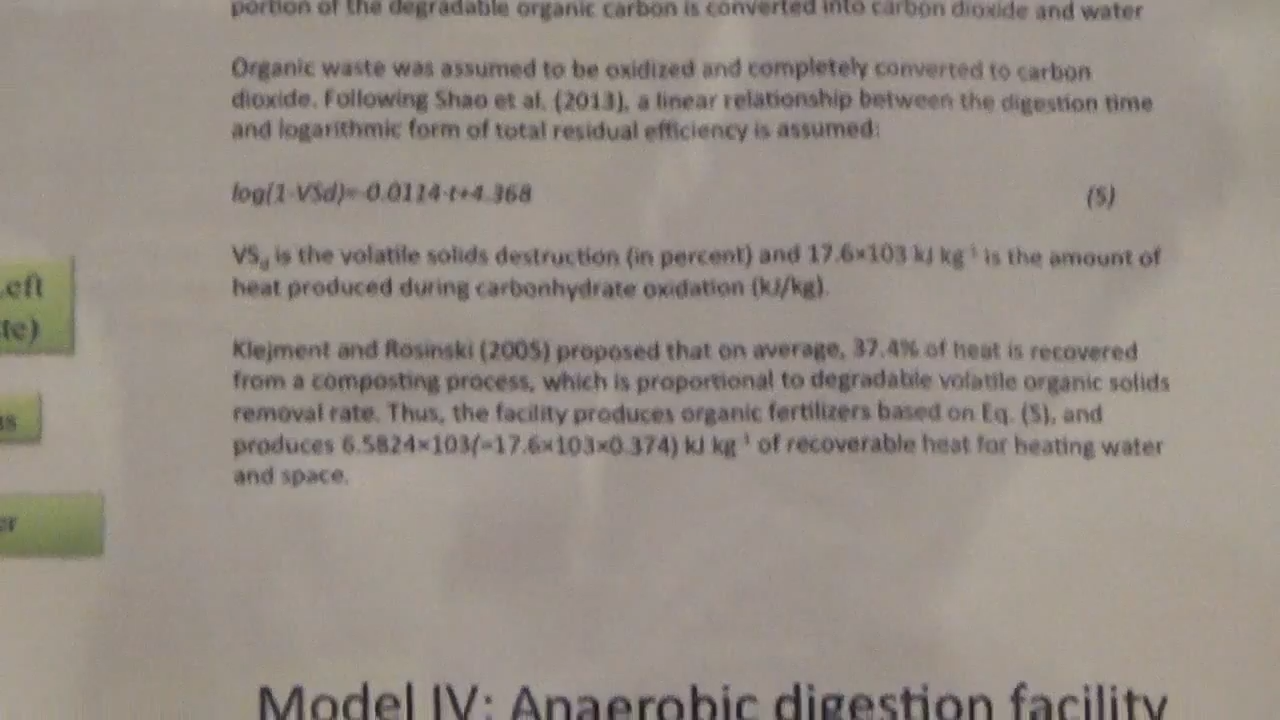 portion of the degradable organic carbon is converted into carbon dioxide and water
Organic waste was assumed to be oxidized and completely converted to carbon
dioxide. Following Shao et al. (2013), a linear relationship between the digestion time
and logarithmic form of total residual efficiency is assumed:
log(1-VSd)=-0.0114·t+4.368 (5)
VSd is the volatile solids destruction (in percent) and 17.6×103 kJ kg-1 is the amount of
heat produced during carbonhydrate oxidation (kJ/kg).
Klejment and Rosinski (2005) proposed that on average, 37.4% of heat is recovered
from a composting process, which is proportional to degradable volatile organic solids
removal rate. Thus, the facility produces organic fertilizers based on Eq. (5), and
produces 6.5824×103(=17.6×103×0.374) kJ kg-1 of recoverable heat for heating water
and space.
Model IV: Anaerobic digestion facility